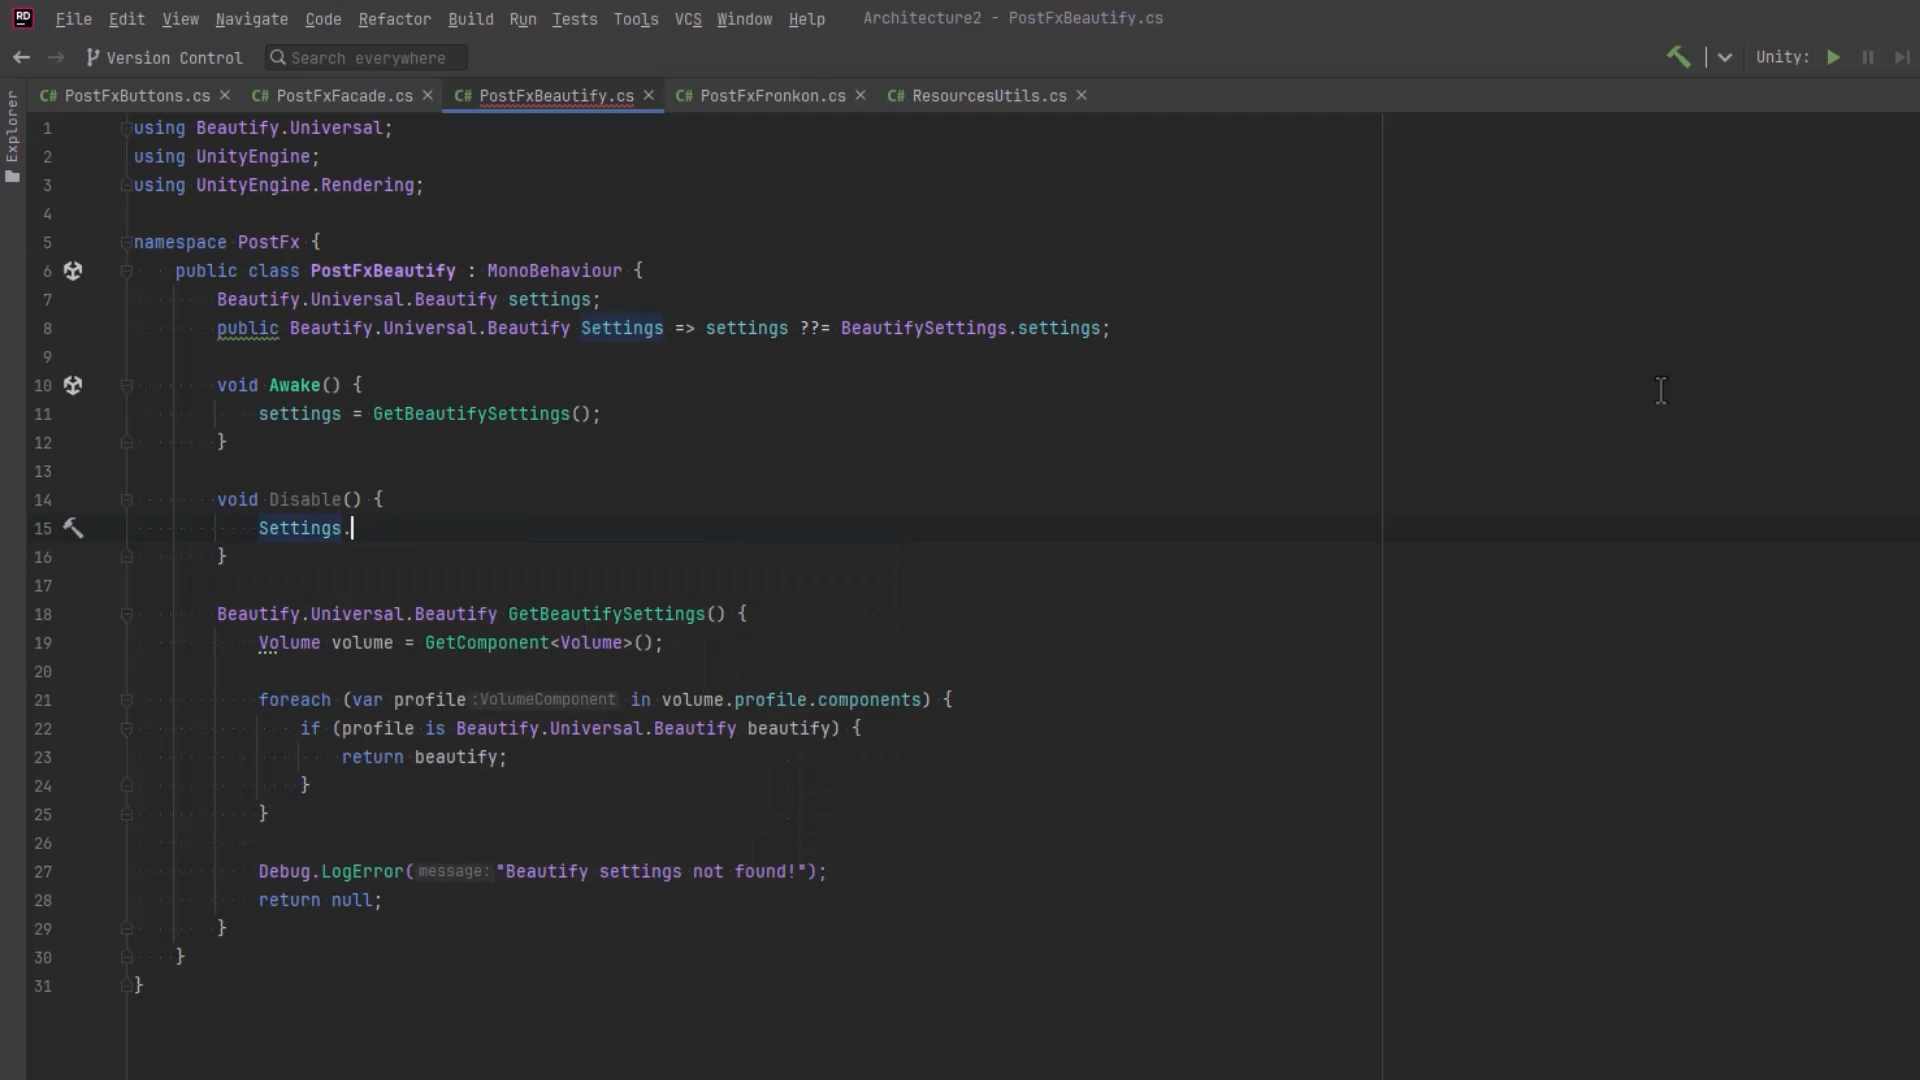 RD File Edit View Navigate Code Refactor Build Run Tests Tools VCS Window Help Architecture2 - PostFxBeautify.cs
Version Control Search everywhere Unity:
C# PostFxButtons.cs C# PostFxFacade.cs C# PostFxBeautify.cs C# PostFxFronkon.cs C# ResourcesUtils.cs
Explorer
1 using Beautify.Universal;
2 using UnityEngine;
3 using UnityEngine.Rendering;
4
5 namespace PostFx {
6 public class PostFxBeautify : MonoBehaviour {
7 Beautify.Universal.Beautify settings;
8 public Beautify.Universal.Beautify Settings => settings ??= BeautifySettings.settings;
9
10 void Awake() {
11 settings = GetBeautifySettings();
12 }
13
14 void Disable() {
15 Settings.
16 }
17
18 Beautify.Universal.Beautify GetBeautifySettings() {
19 Volume volume = GetComponent<Volume>();
20
21 foreach (var profile :VolumeComponent in volume.profile.components) {
22 if (profile is Beautify.Universal.Beautify beautify) {
23 return beautify;
24 }
25 }
26
27 Debug.LogError( message: "Beautify settings not found!");
28 return null;
29 }
30 }
31 }